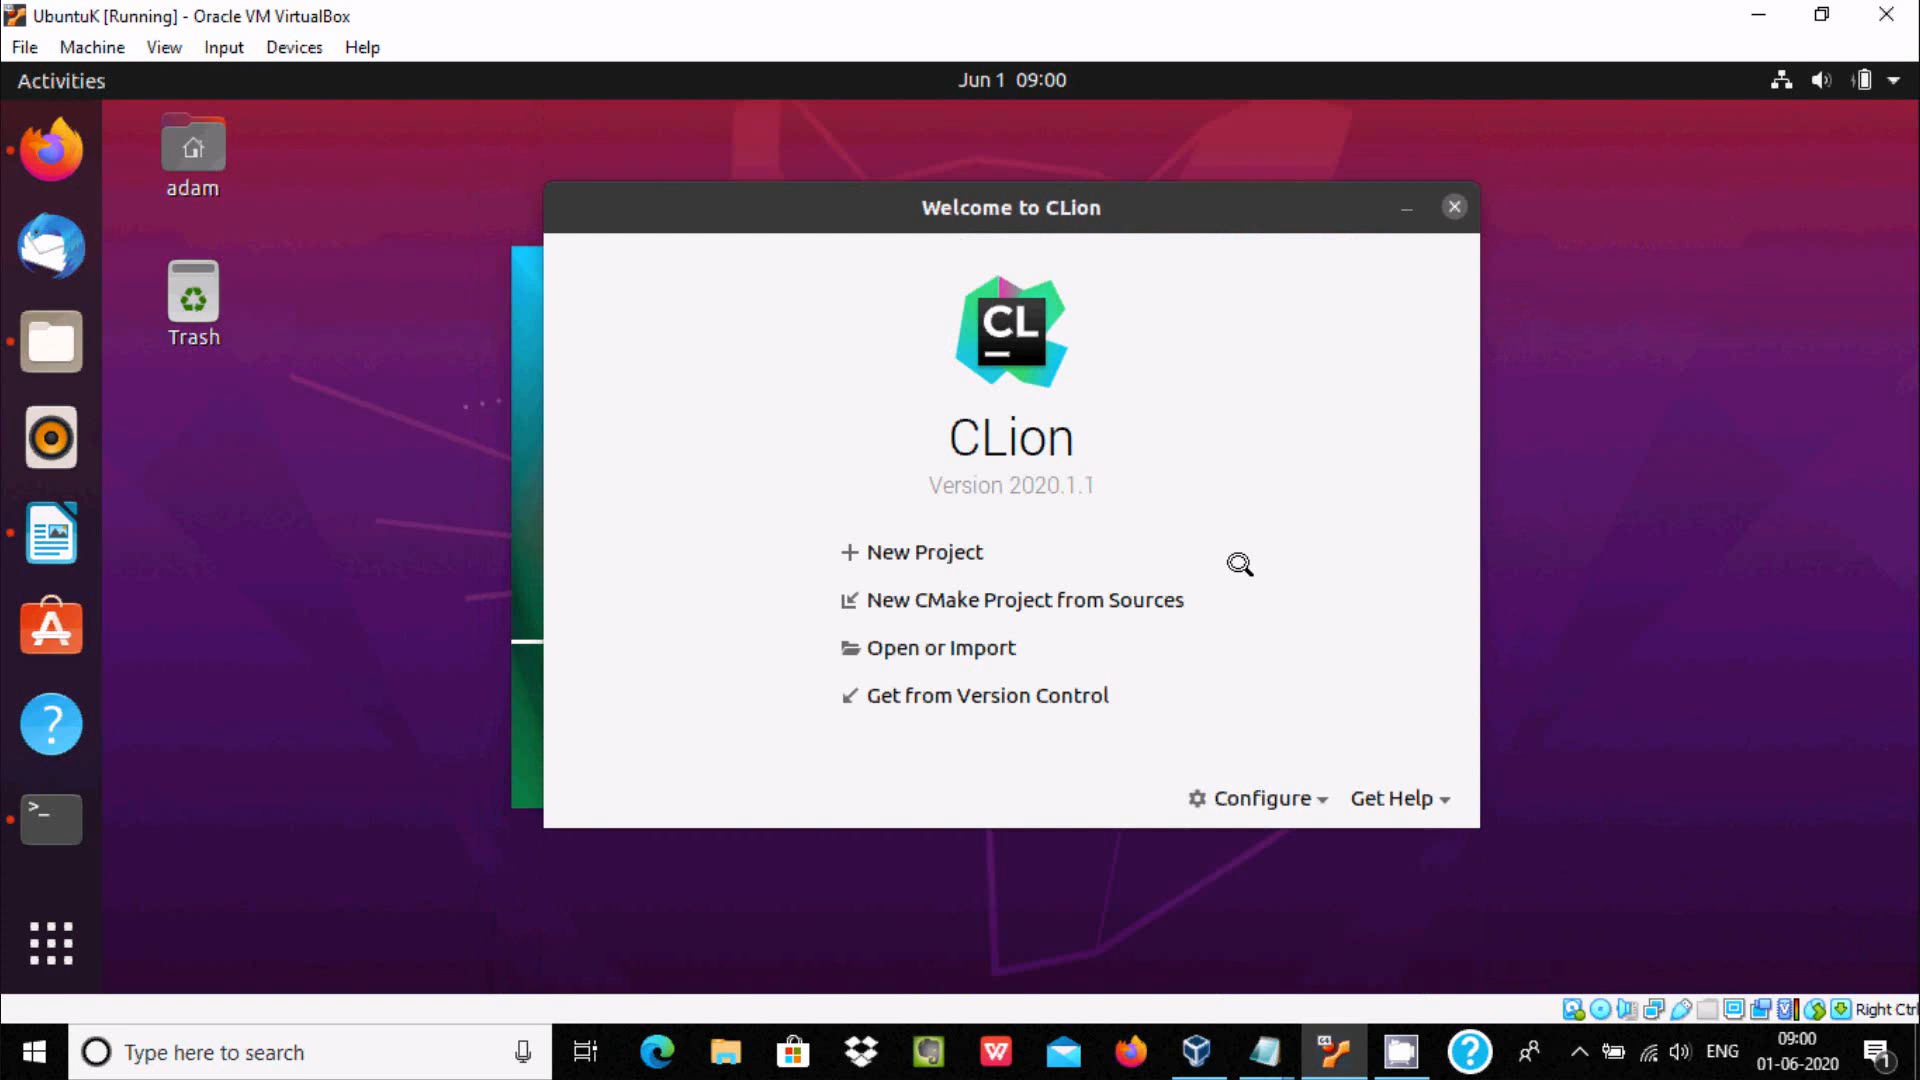 UbuntuK [Running] - Oracle VM VirtualBox
File Machine View Input Devices Help
Activities
Jun 1 09:00
adam
Trash
Welcome to CLion
CL
CLion
Version 2020.1.1
New Project
New CMake Project from Sources
Open or Import
Get from Version Control
Configure
Get Help
Right Ctrl
Type here to search
ENG
09:00
01-06-2020
1